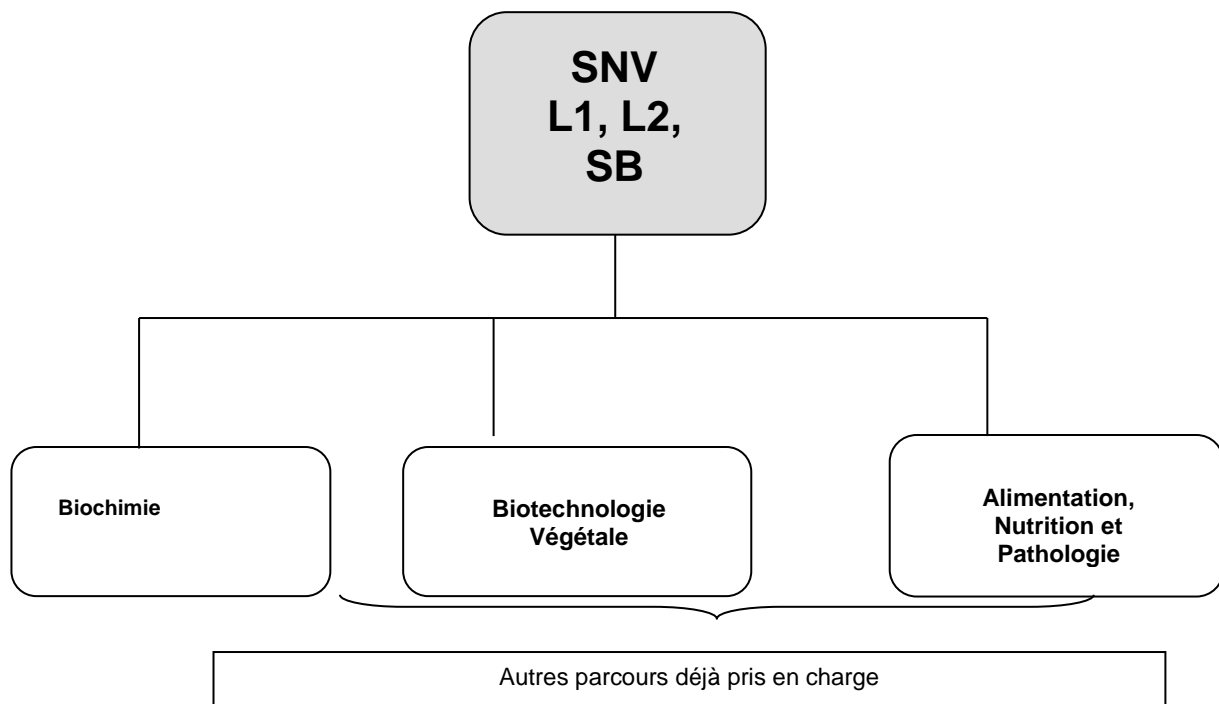 SNV
L1, L2,
SB
Biochimie
Biotechnologie
Végétale
Alimentation,
Nutrition et
Pathologie
Autres parcours déjà pris en charge